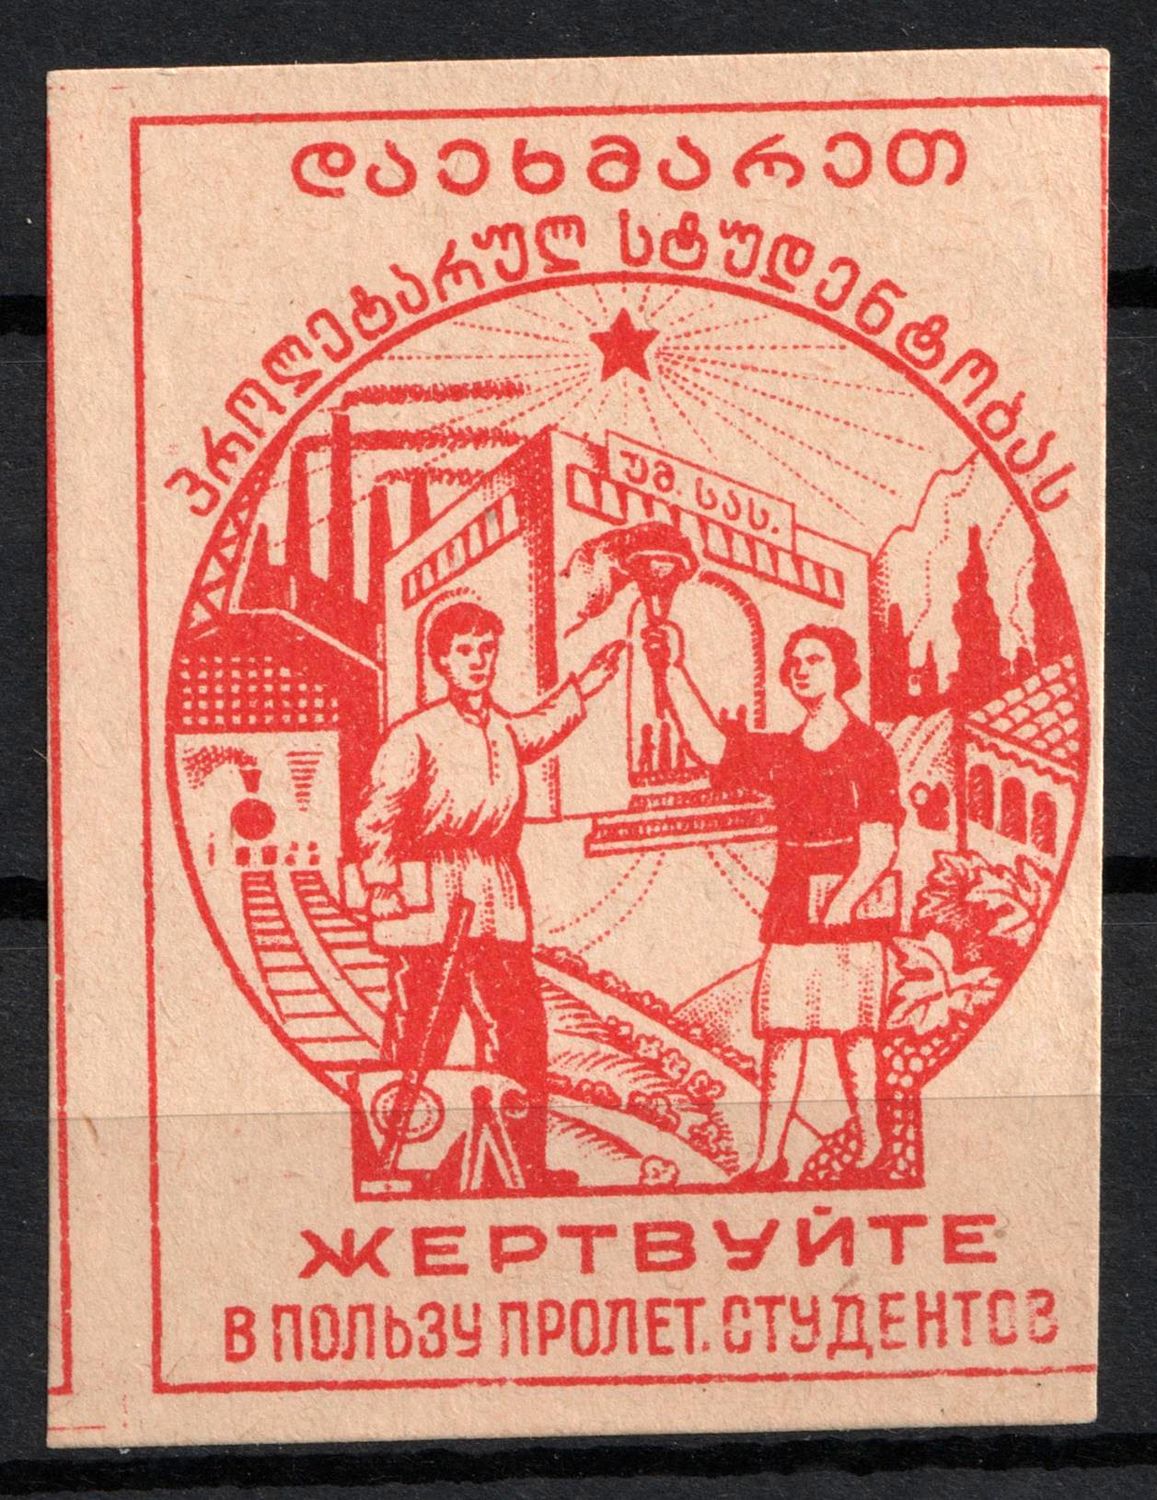 დაეხმარეთ
პროლეტარულ სტუდენტობას
უმ. სას.
ЖЕРТВУЙТЕ
В ПОЛЬЗУ ПРОЛЕТ. СТУДЕНТОВ